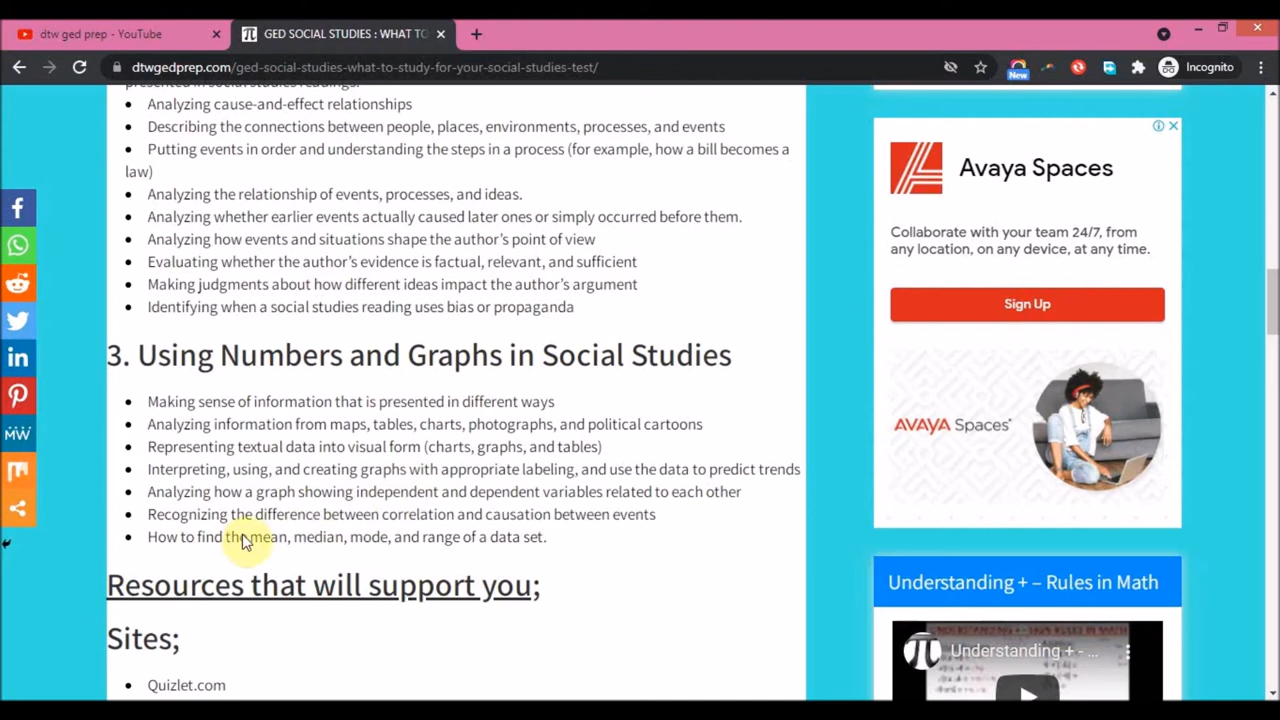 dtw ged prep - YouTube
GED SOCIAL STUDIES : WHAT TO
dtwgedprep.com/ged-social-studies-what-to-study-for-your-social-studies-test/
New
Incognito
presented in social studies readings.
• Analyzing cause-and-effect relationships
• Describing the connections between people, places, environments, processes, and events
• Putting events in order and understanding the steps in a process (for example, how a bill becomes a
law)
• Analyzing the relationship of events, processes, and ideas.
• Analyzing whether earlier events actually caused later ones or simply occurred before them.
• Analyzing how events and situations shape the author's point of view
• Evaluating whether the author's evidence is factual, relevant, and sufficient
• Making judgments about how different ideas impact the author's argument
• Identifying when a social studies reading uses bias or propaganda
3. Using Numbers and Graphs in Social Studies
• Making sense of information that is presented in different ways
• Analyzing information from maps, tables, charts, photographs, and political cartoons
• Representing textual data into visual form (charts, graphs, and tables)
• Interpreting, using, and creating graphs with appropriate labeling, and use the data to predict trends
• Analyzing how a graph showing independent and dependent variables related to each other
• Recognizing the difference between correlation and causation between events
• How to find the mean, median, mode, and range of a data set.
Resources that will support you;
Sites;
• Quizlet.com
MW
Avaya Spaces
Collaborate with your team 24/7, from
any location, on any device, at any time.
Sign Up
AVAYA Spaces
Understanding + – Rules in Math
Understanding + - ...